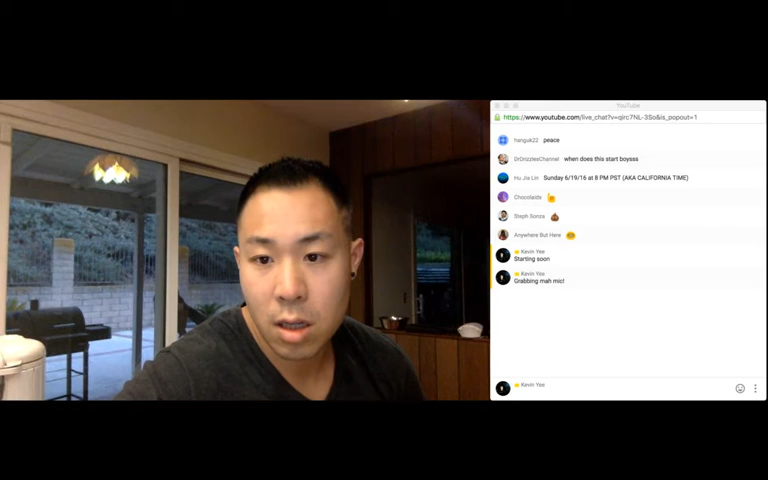 YouTube
https://www.youtube.com/live_chat?v=qirc7NL-3So&is_popout=1
hanguk22 peace
DrDrizzlesChannel when does this start boysss
Hu Jia Lin Sunday 6/19/16 at 8 PM PST (AKA CALIFORNIA TIME)
Chocolaids
Steph Sonza
Anywhere But Here
Kevin Yee
Starting soon
Kevin Yee
Grabbing mah mic!
Kevin Yee